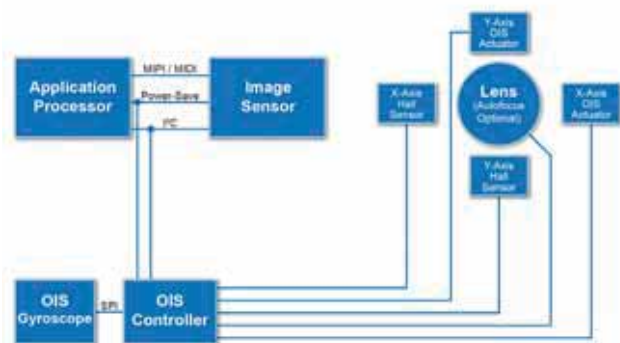 Application
Processor
MIPI / MIDI
Power-Save
I²C
Image
Sensor
Y-Axis
OIS
Actuator
X-Axis
Hall
Sensor
Lens
(Autofocus
Optional)
X-Axis
OIS
Actuator
Y-Axis
Hall
Sensor
OIS
Gyroscope
SPI
OIS
Controller